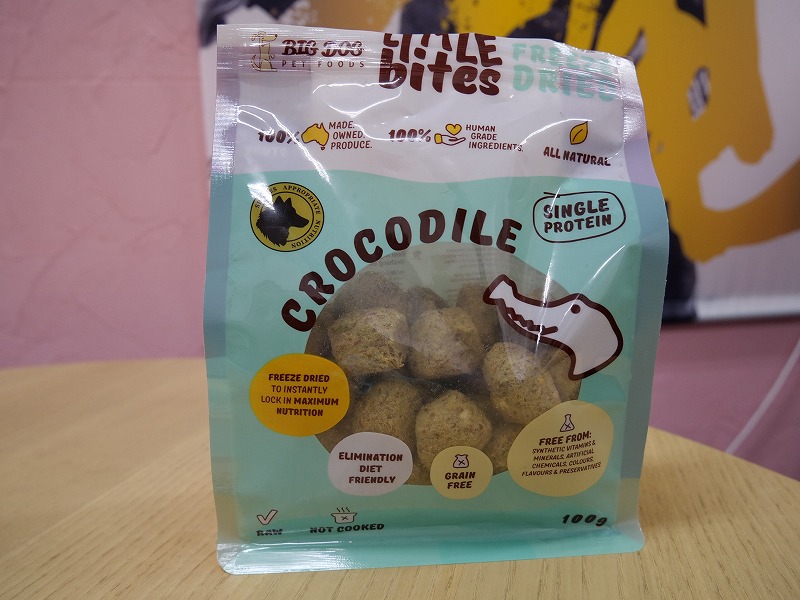 BIG DOG
PET FOODS
LITTLE
bites
FREEZE
DRIED
100%
MADE.
OWNED.
PRODUCE.
100%
HUMAN
GRADE
INGREDIENTS.
ALL NATURAL
SPECIES APPROPRIATE NUTRITION
SINGLE
PROTEIN
CROCODILE
FREEZE DRIED
TO INSTANTLY
LOCK IN MAXIMUM
NUTRITION
ELIMINATION
DIET
FRIENDLY
GRAIN
FREE
FREE FROM:
SYNTHETIC VITAMINS &
MINERALS, ARTIFICIAL
CHEMICALS, COLOURS,
FLAVOURS & PRESERVATIVES
RAW
NOT COOKED
100g